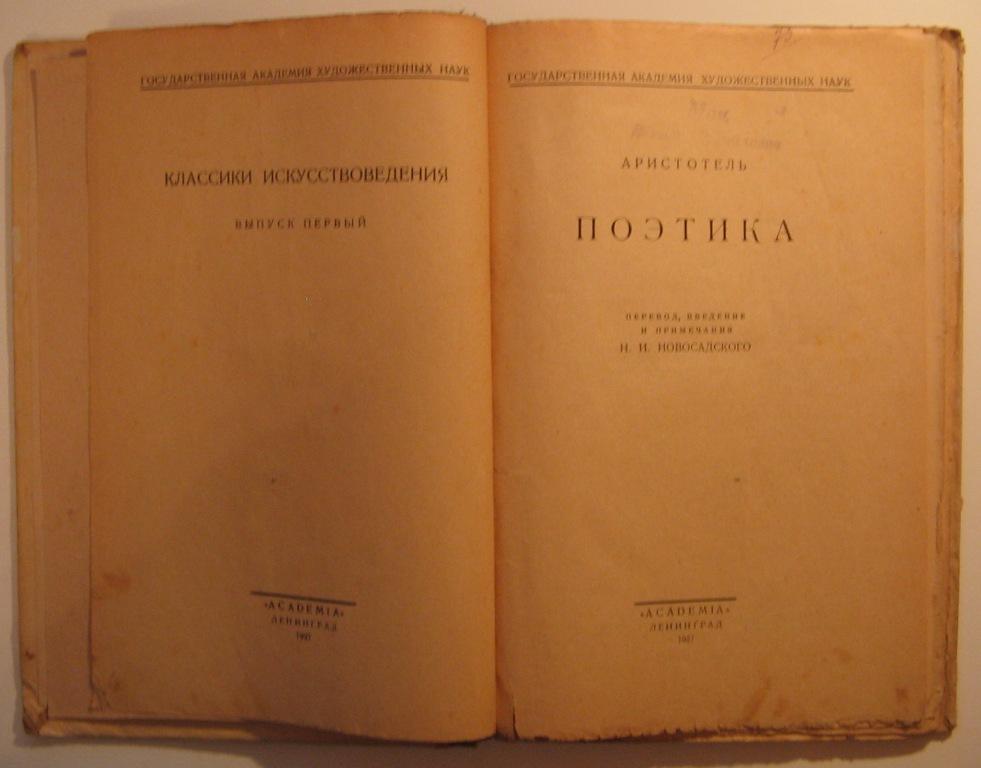 ГОСУДАРСТВЕННАЯ АКАДЕМИЯ ХУДОЖЕСТВЕННЫХ НАУК
КЛАССИКИ ИСКУССТВОВЕДЕНИЯ
ВЫПУСК ПЕРВЫЙ
«ACADEMIA»
ЛЕНИНГРАД
1927
ГОСУДАРСТВЕННАЯ АКАДЕМИЯ ХУДОЖЕСТВЕННЫХ НАУК
АРИСТОТЕЛЬ
ПОЭТИКА
ПЕРЕВОД, ВВЕДЕНИЕ
И ПРИМЕЧАНИЯ
Н. И. НОВОСАДСКОГО
«ACADEMIA»
ЛЕНИНГРАД
1927